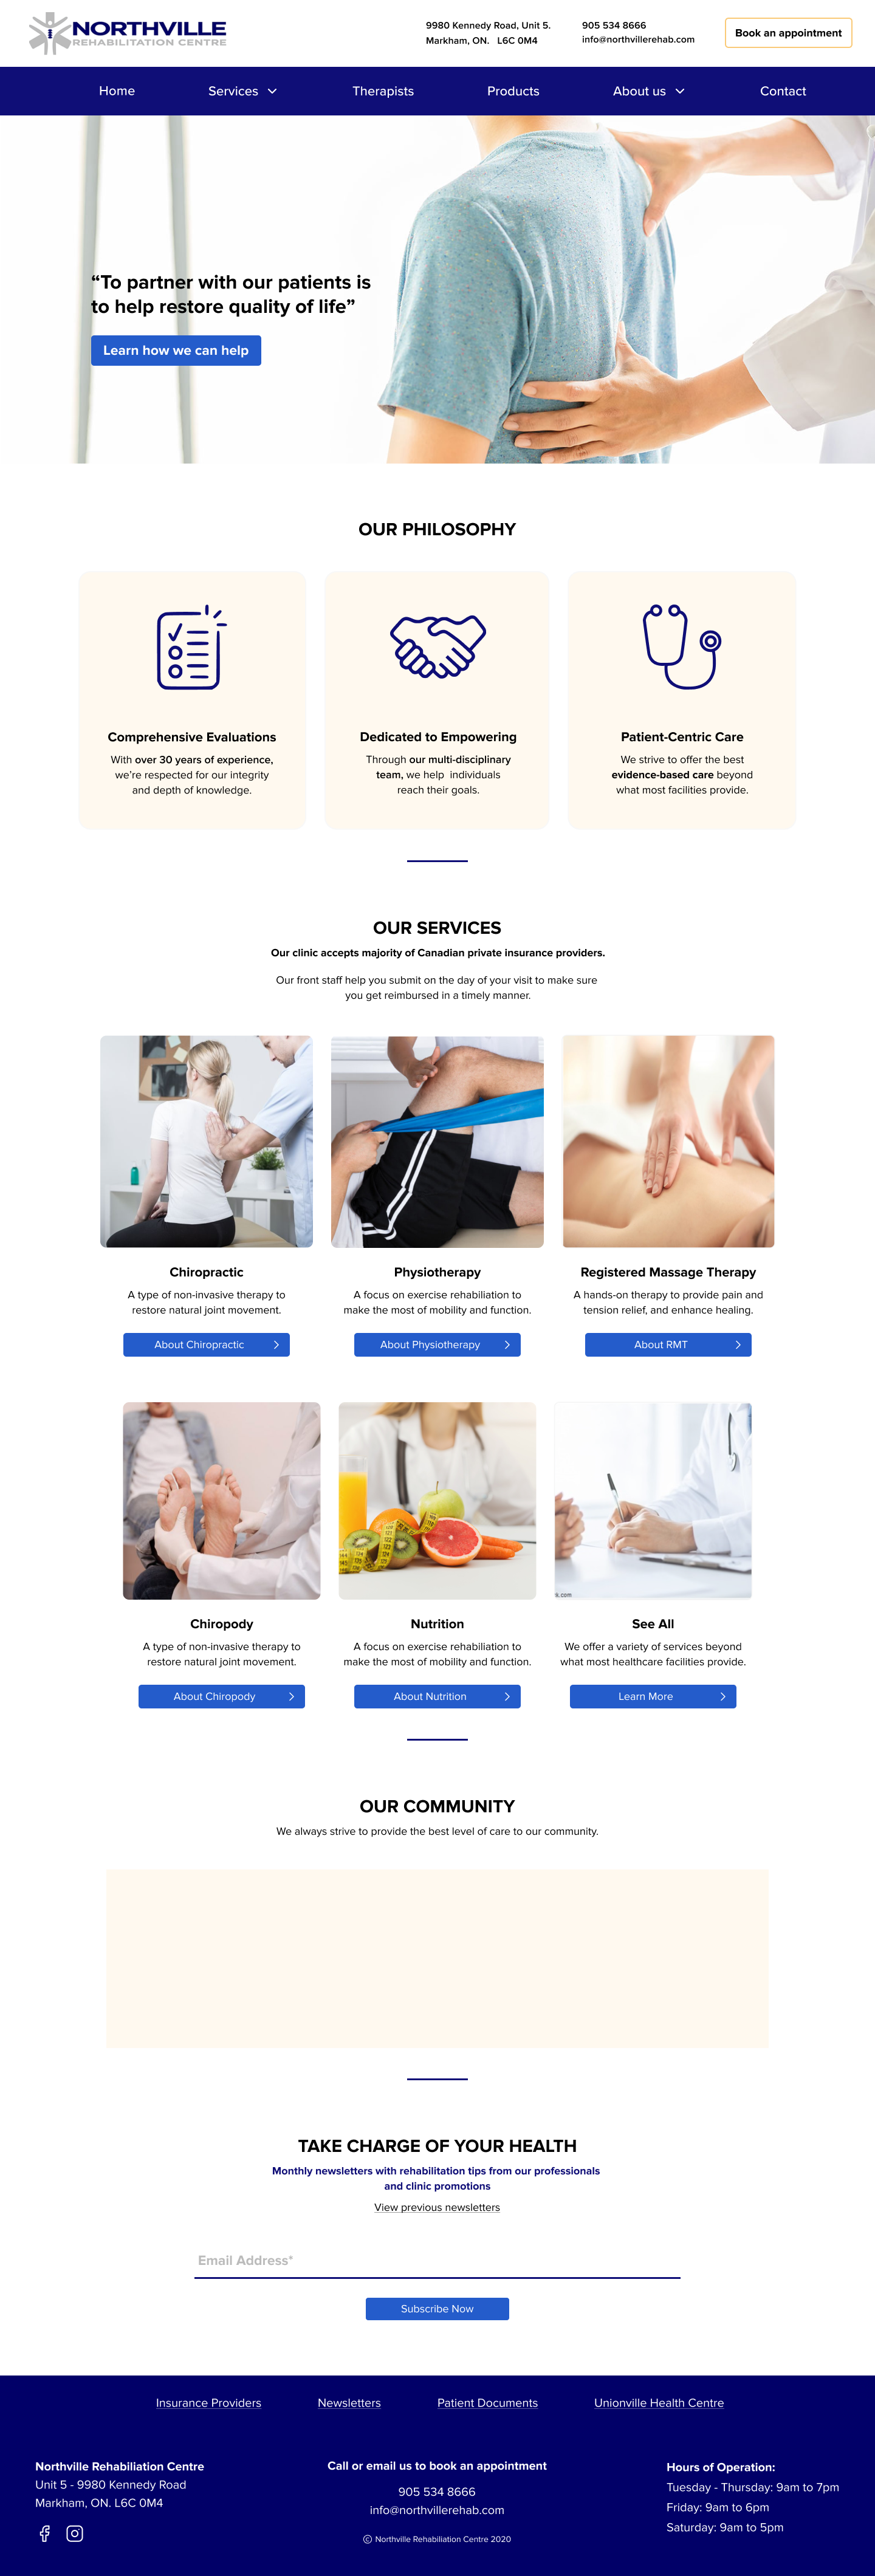 NORTHVILLE
REHABILITATION CENTRE
9980 Kennedy Road, Unit 5.
Markham, ON. L6C 0M4
905 534 8666
info@northvillerehab.com
Book an appointment
Home
Services
Therapists
Products
About us
Contact
“To partner with our patients is
to help restore quality of life”
Learn how we can help
OUR PHILOSOPHY
Comprehensive Evaluations
With over 30 years of experience,
we’re respected for our integrity
and depth of knowledge.
Dedicated to Empowering
Through our multi-disciplinary
team, we help individuals
reach their goals.
Patient-Centric Care
We strive to offer the best
evidence-based care beyond
what most facilities provide.
OUR SERVICES
Our clinic accepts majority of Canadian private insurance providers.
Our front staff help you submit on the day of your visit to make sure
you get reimbursed in a timely manner.
Chiropractic
A type of non-invasive therapy to
restore natural joint movement.
About Chiropractic
Physiotherapy
A focus on exercise rehabilitation to
make the most of mobility and function.
About Physiotherapy
Registered Massage Therapy
A hands-on therapy to provide pain and
tension relief, and enhance healing.
About RMT
Chiropody
A type of non-invasive therapy to
restore natural joint movement.
About Chiropody
Nutrition
A focus on exercise rehabilitation to
make the most of mobility and function.
About Nutrition
See All
We offer a variety of services beyond
what most healthcare facilities provide.
Learn More
OUR COMMUNITY
We always strive to provide the best level of care to our community.
TAKE CHARGE OF YOUR HEALTH
Monthly newsletters with rehabilitation tips from our professionals
and clinic promotions
View previous newsletters
Email Address*
Subscribe Now
Insurance Providers
Newsletters
Patient Documents
Unionville Health Centre
Northville Rehabiliation Centre
Unit 5 - 9980 Kennedy Road
Markham, ON. L6C 0M4
Call or email us to book an appointment
905 534 8666
info@northvillerehab.com
© Northville Rehabiliation Centre 2020
Hours of Operation:
Tuesday - Thursday: 9am to 7pm
Friday: 9am to 6pm
Saturday: 9am to 5pm